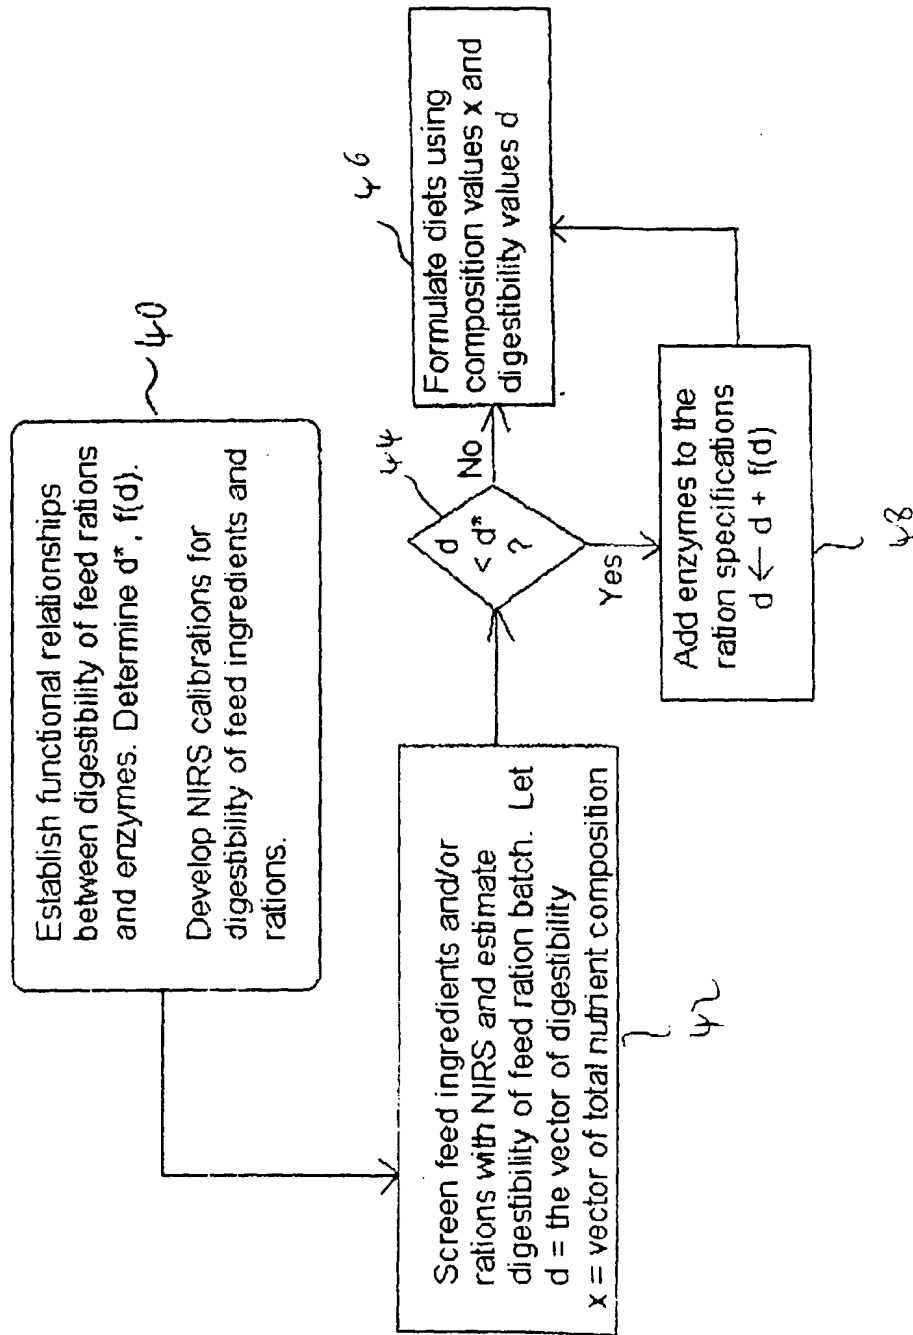 Establish functional relationships
between digestibility of feed rations
and enzymes. Determine d*, f(d).
Develop NIRS calibrations for
digestibility of feed ingredients and
rations.
40
Screen feed ingredients and/or
rations with NIRS and estimate
digestibility of feed ration batch. Let
d = the vector of digestibility
x = vector of total nutrient composition
42
d
< d*
?
44
No
Yes
Formulate diets using
composition values x and
digestibility values d
46
Add enzymes to the
ration specifications
d ← d + f(d)
48